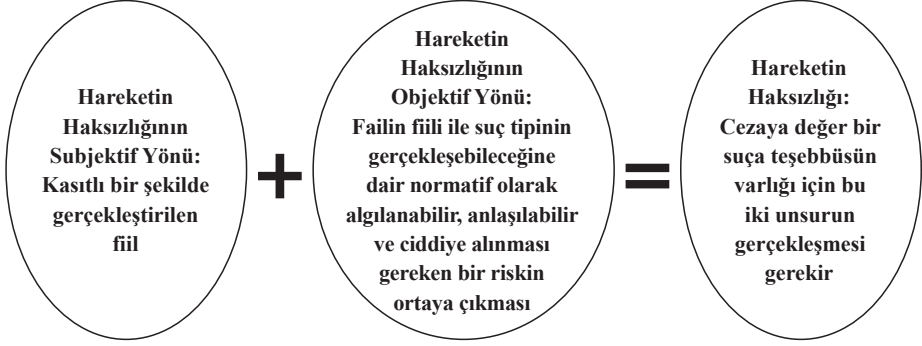 Hareketin
Haksızlığının
Subjektif Yönü:
Kasıtlı bir şekilde
gerçekleştirilen
fiil
+
Hareketin
Haksızlığının
Objektif Yönü:
Failin fiili ile suç tipinin
gerçekleşebileceğine
dair normatif olarak
algılanabilir, anlaşılabilir
ve ciddiye alınması
gereken bir riskin
ortaya çıkması
=
Hareketin
Haksızlığı:
Cezaya değer bir
suça teşebbüsün
varlığı için bu
iki unsurun
gerçekleşmesi
gerekir